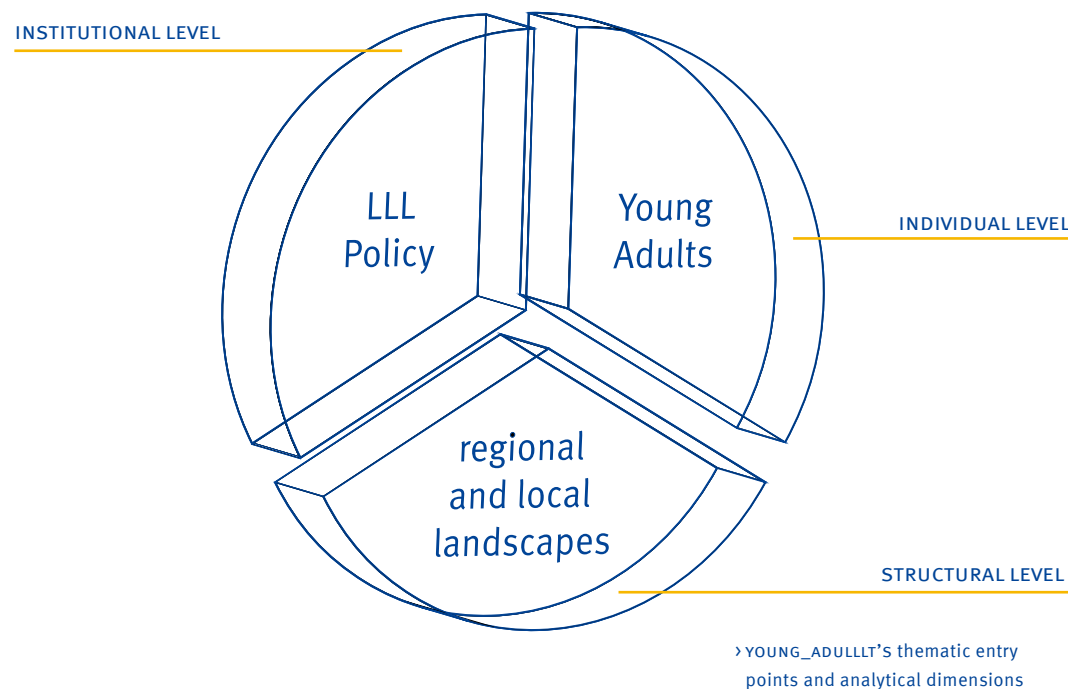 INSTITUTIONAL LEVEL
LLL
Policy
Young
Adults
INDIVIDUAL LEVEL
regional
and local
landscapes
STRUCTURAL LEVEL
› YOUNG_ADULLLT'S thematic entry
points and analytical dimensions